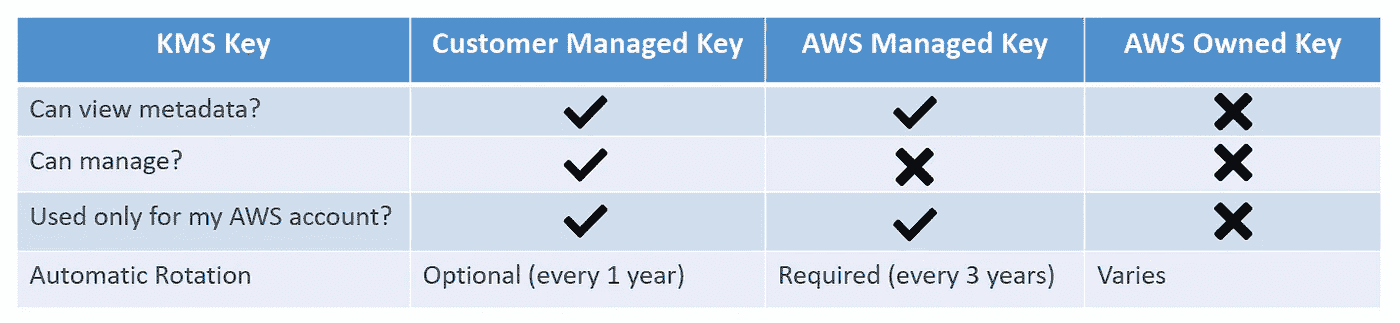 KMS Key Customer Managed Key AWS Managed Key AWS Owned Key
Can view metadata? ✔ ✔ ✖
Can manage? ✔ ✖ ✖
Used only for my AWS account? ✔ ✔ ✖
Automatic Rotation Optional (every 1 year) Required (every 3 years) Varies